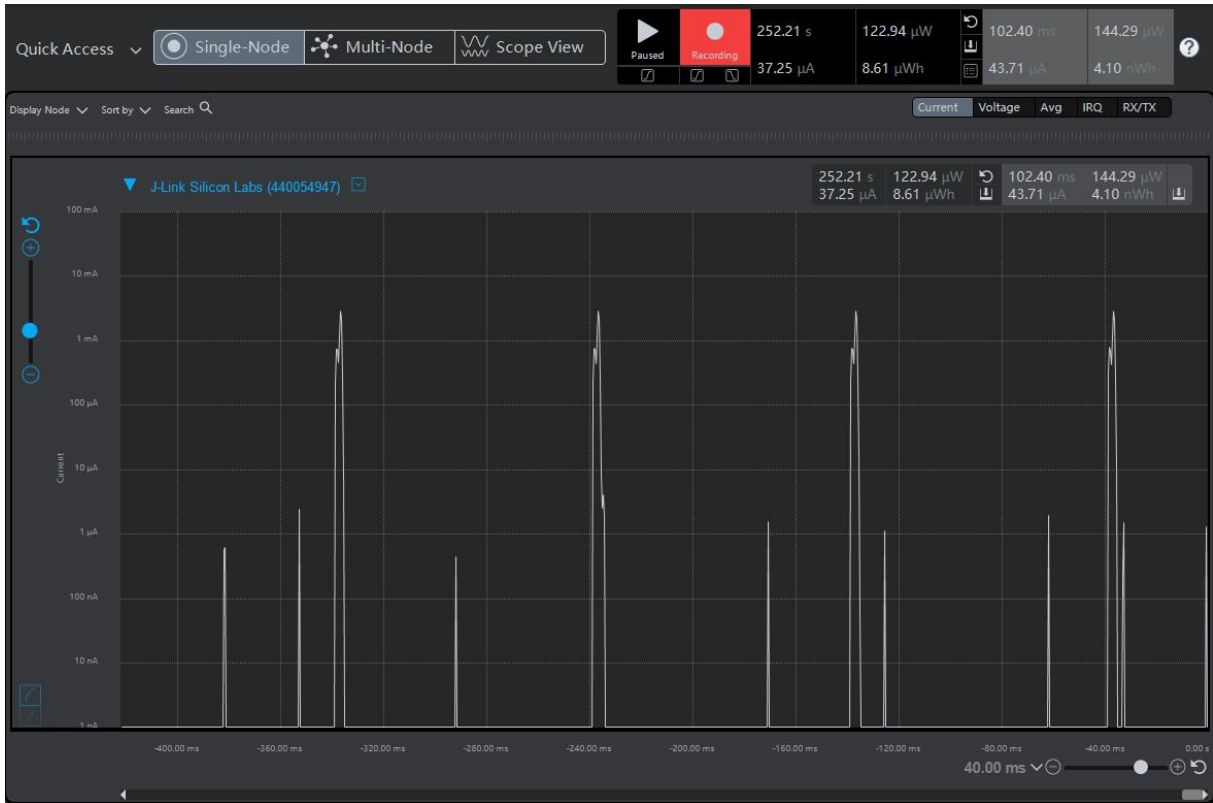 Quick Access
Single-Node
Multi-Node
Scope View
Paused
Recording
252.21 s
122.94 µW
37.25 µA
8.61 µWh
102.40 ms
144.29 µW
43.71 µA
4.10 nWh
?
Display Node
Sort by
Search
Current
Voltage
Avg
IRQ
RX/TX
J-Link Silicon Labs (440054947)
252.21 s
122.94 µW
37.25 µA
8.61 µWh
102.40 ms
144.29 µW
43.71 µA
4.10 nWh
100 mA
10 mA
1 mA
100 µA
10 µA
1 µA
100 nA
10 nA
1 nA
Current
-400.00 ms
-360.00 ms
-320.00 ms
-280.00 ms
-240.00 ms
-200.00 ms
-160.00 ms
-120.00 ms
-80.00 ms
-40.00 ms
0.00 s
40.00 ms